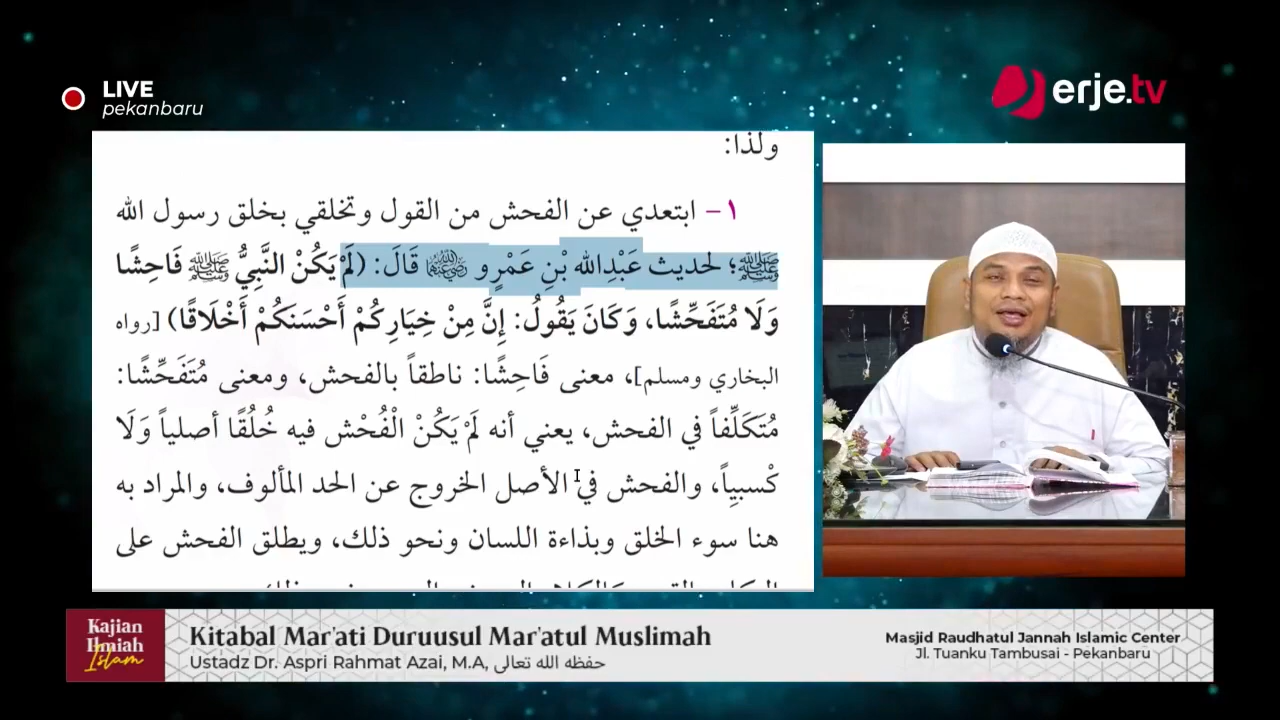 LIVE
pekanbaru
erje.tv
ولذا:
١- ابتعدي عن الفحش من القول وتخلقي بخلق رسول الله
ﷺ؛ لحديث عَبْدِالله بْنِ عَمْرٍو رضي الله عنهما قَالَ: (لَمْ يَكُنْ النَّبِيُّ ﷺ فَاحِشًا
وَلَا مُتَفَحِّشًا، وَكَانَ يَقُولُ: إِنَّ مِنْ خِيَارِكُمْ أَحْسَنَكُمْ أَخْلَاقًا) [رواه
البخاري ومسلم]، معنى فَاحِشًا: ناطقاً بالفحش، ومعنى مُتَفَحِّشًا:
مُتَكَلِّفاً في الفحش، يعني أنه لَمْ يَكُنْ الْفُحْش فيه خُلُقًا أصلياً وَلَا
كْسبِياً، والفحش في الأصل الخروج عن الحد المألوف، والمراد به
هنا سوء الخلق وبذاءة اللسان ونحو ذلك، ويطلق الفحش على
Kajian
Ilmiah
Islam
Kitabal Mar'ati Duruusul Mar'atul Muslimah
Ustadz Dr. Aspri Rahmat Azai, M.A, حفظه الله تعالى
Masjid Raudhatul Jannah Islamic Center
Jl. Tuanku Tambusai - Pekanbaru